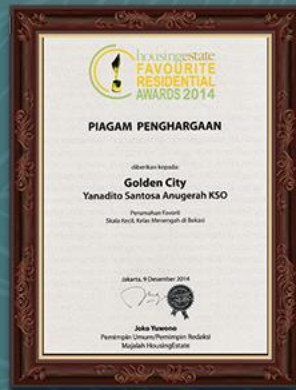 housingestate
FAVOURITE
RESIDENTIAL
AWARDS 2014
PIAGAM PENGHARGAAN
diberikan kepada:
Golden City
Yanadito Santosa Anugerah KSO
Perumahan Favorit
Skala Kecil, Kelas Menengah di Bekasi
Jakarta, 9 Desember 2014
Joko Yuwono
Pemimpin Umum/Pemimpin Redaksi
Majalah HousingEstate